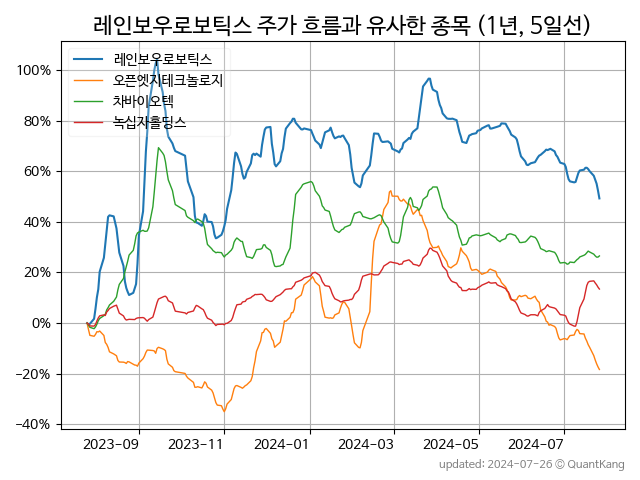 레인보우로보틱스 주가 흐름과 유사한 종목 (1년, 5일선)
레인보우로보틱스
오픈엣지테크놀로지
차바이오텍
녹십자홀딩스
100%
80%
60%
40%
20%
0%
−20%
−40%
2023-09
2023-11
2024-01
2024-03
2024-05
2024-07
updated: 2024-07-26 © QuantKang